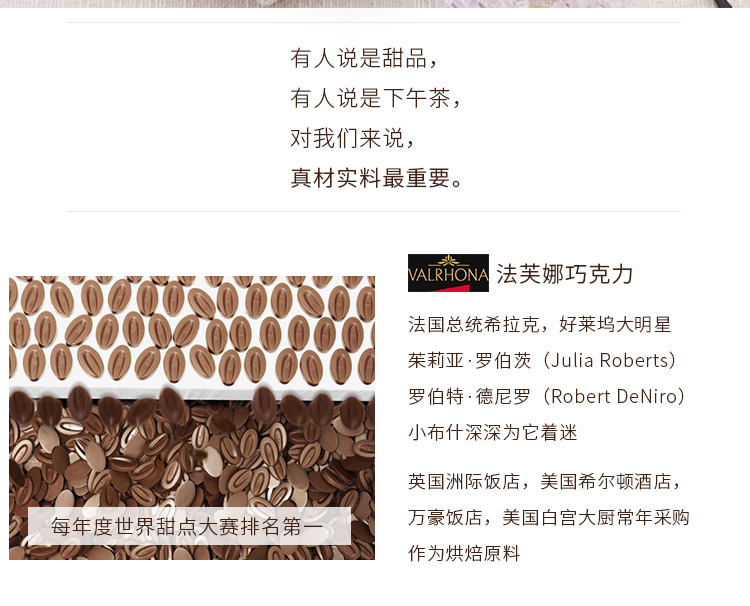 有人说是甜品，
有人说是下午茶，
对我们来说，
真材实料最重要。
VALRHONA 法芙娜巧克力
法国总统希拉克，好莱坞大明星
茱莉亚·罗伯茨（Julia Roberts）
罗伯特·德尼罗（Robert DeNiro）
小布什深深为它着迷
英国洲际饭店，美国希尔顿酒店，
万豪饭店，美国白宫大厨常年采购
作为烘焙原料
每年度世界甜点大赛排名第一